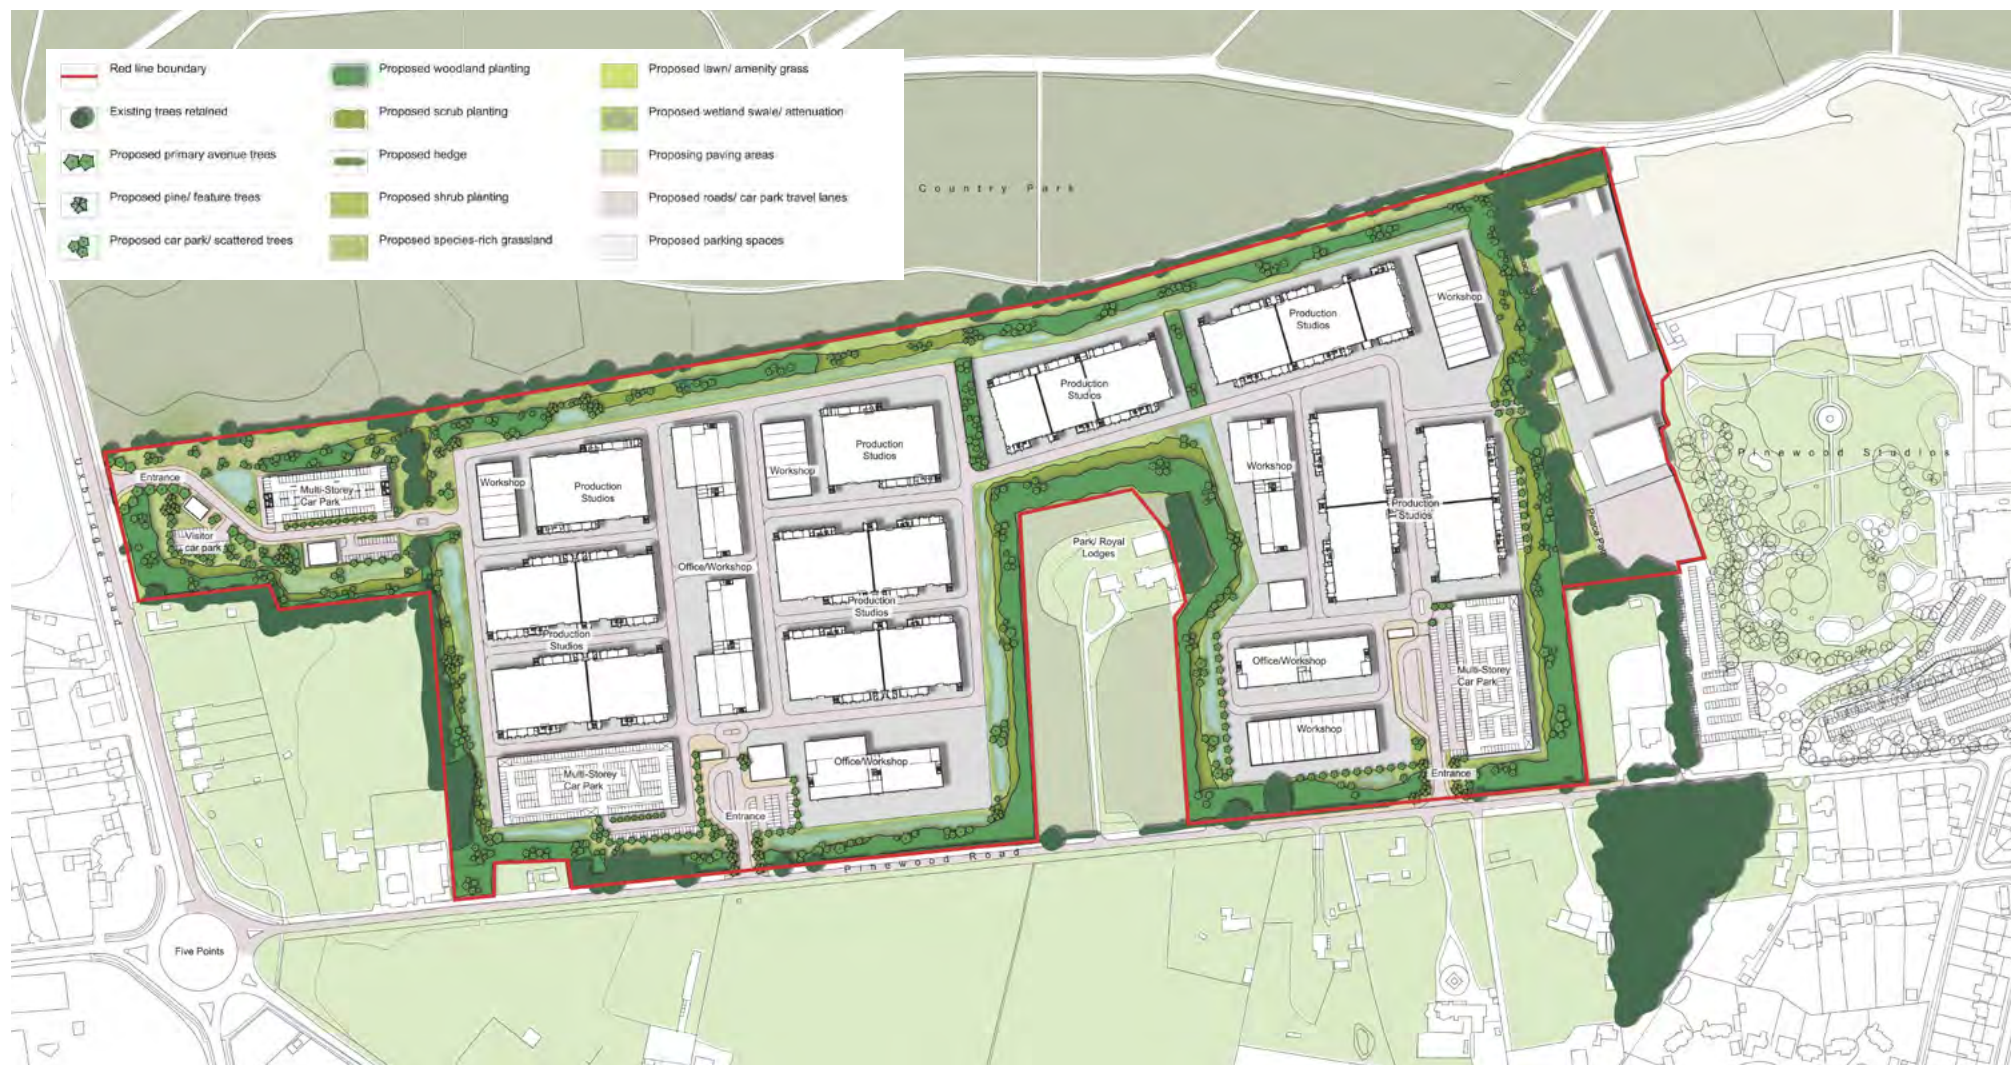 Red line boundary
Existing trees retained
Proposed primary avenue trees
Proposed pine/ feature trees
Proposed car park/ scattered trees
Proposed woodland planting
Proposed scrub planting
Proposed hedge
Proposed shrub planting
Proposed species-rich grassland
Proposed lawn/ amenity grass
Proposed wetland swale/ attenuation
Proposing paving areas
Proposed roads/ car park travel lanes
Proposed parking spaces
Country Park
Workshop
Production
Studios
Production
Studios
Production
Studios
Workshop
Production
Studios
Workshop
Workshop
Entrance
Multi-Storey
Car Park
Visitor
car park
Uxbridge Road
Office/Workshop
Production
Studios
Production
Studios
Production
Studios
Park/ Royal
Lodges
Pinewood Studios
Peace Path
Office/Workshop
Multi-Storey
Car Park
Workshop
Entrance
Multi-Storey
Car Park
Office/Workshop
Entrance
Pinewood Road
Five Points